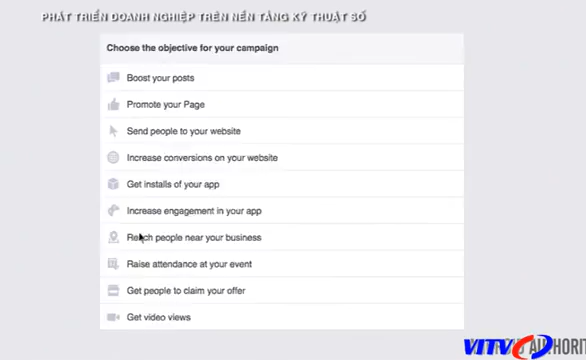 PHÁT TRIỂN DOANH NGHIỆP TRÊN NỀN TẢNG KỸ THUẬT SỐ
Choose the objective for your campaign
Boost your posts
Promote your Page
Send people to your website
Increase conversions on your website
Get installs of your app
Increase engagement in your app
Reach people near your business
Raise attendance at your event
Get people to claim your offer
Get video views
VITV